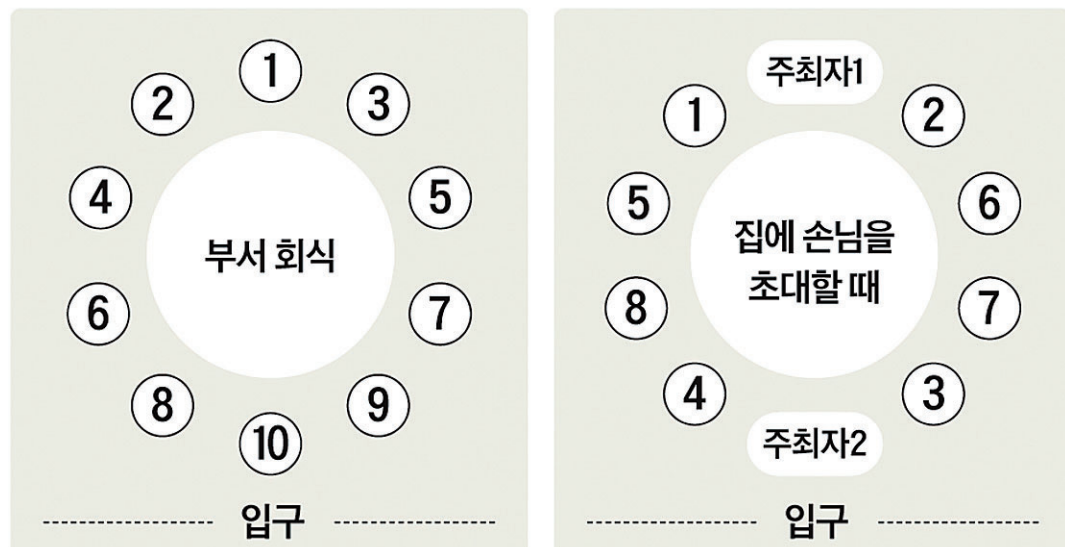 ①
②
③
④
⑤
부서 회식
⑥
⑦
⑧
⑨
⑩
입구
주최자1
①
②
⑤
⑥
집에 손님을
초대할 때
⑧
⑦
④
③
주최자2
입구